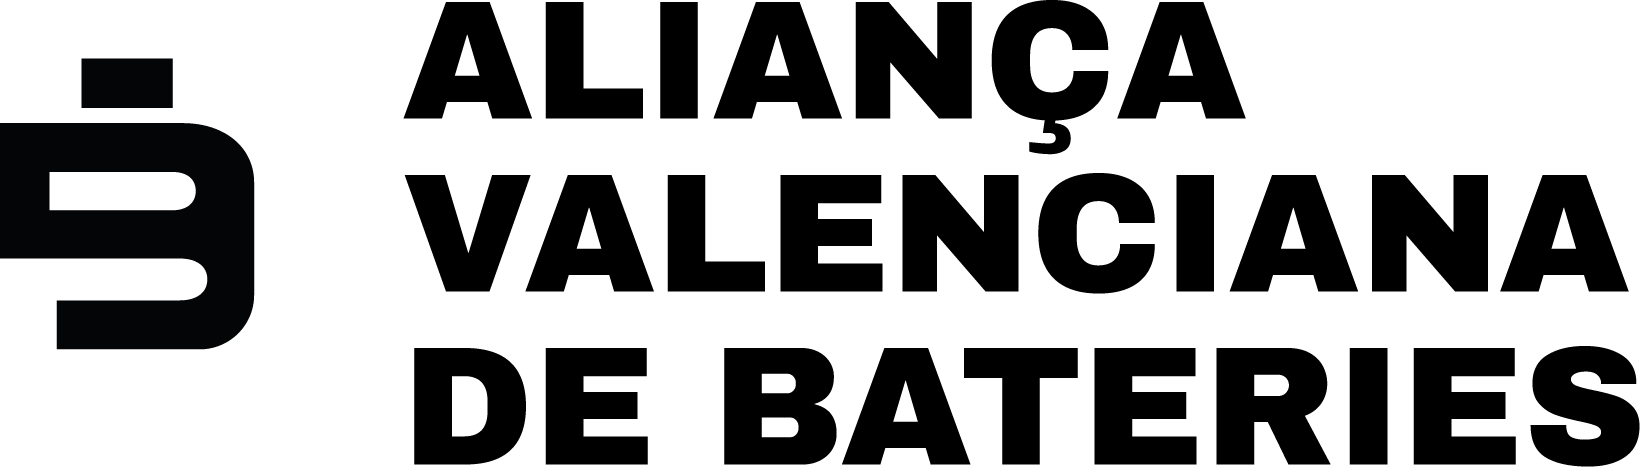 ALIANÇA
VALENCIANA
DE BATERIES